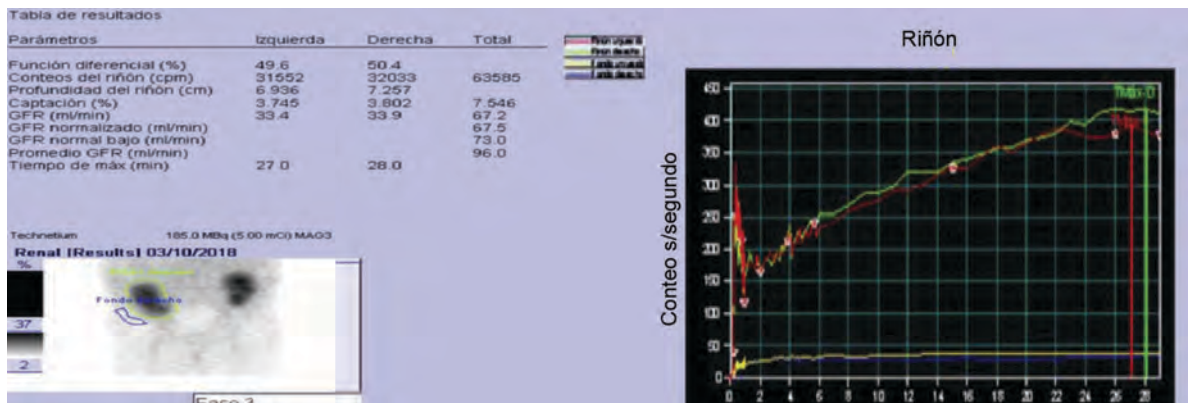 Tabla de resultados
Parámetros Izquierda Derecha Total
Función diferencial (%) 49.6 50.4
Conteos del riñón (cpm) 31552 32033 63585
Profundidad del riñón (cm) 6.936 7.257
Captación (%) 3.745 3.802 7.546
GFR (ml/min) 33.4 33.9 67.2
GFR normalizado (ml/min) 67.5
GFR normal bajo (ml/min) 73.0
Promedio GFR (ml/min) 96.0
Tiempo de máx (min) 27.0 28.0
Technetium 185.0 MBq (5.00 mCi) MAG3
Renal [Results] 03/10/2018
%
37
2
Fondo
Fase 3
Riñón
Conteo s/segundo
0 2 4 6 8 10 12 14 16 18 20 22 24 26 28